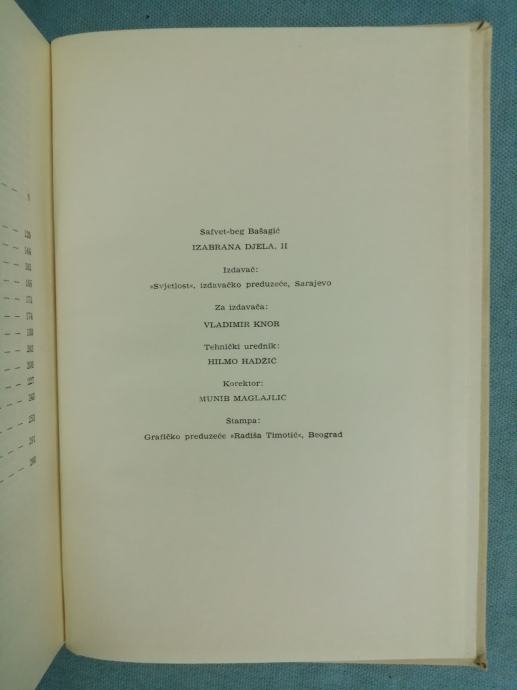 Safvet-beg Bašagić
IZABRANA DJELA, II
Izdavač:
»Svjetlost«, izdavačko preduzeće, Sarajevo
Za izdavača:
VLADIMIR KNOR
Tehnički urednik:
HILMO HADŽIĆ
Korektor:
MUNIB MAGLAJLIĆ
Štampa:
Grafičko preduzeće »Radiša Timotić«, Beograd